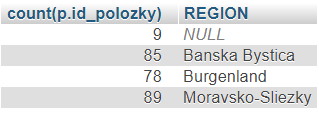 count(p.id_polozky) REGION
9 NULL
85 Banska Bystica
78 Burgenland
89 Moravsko-Sliezky